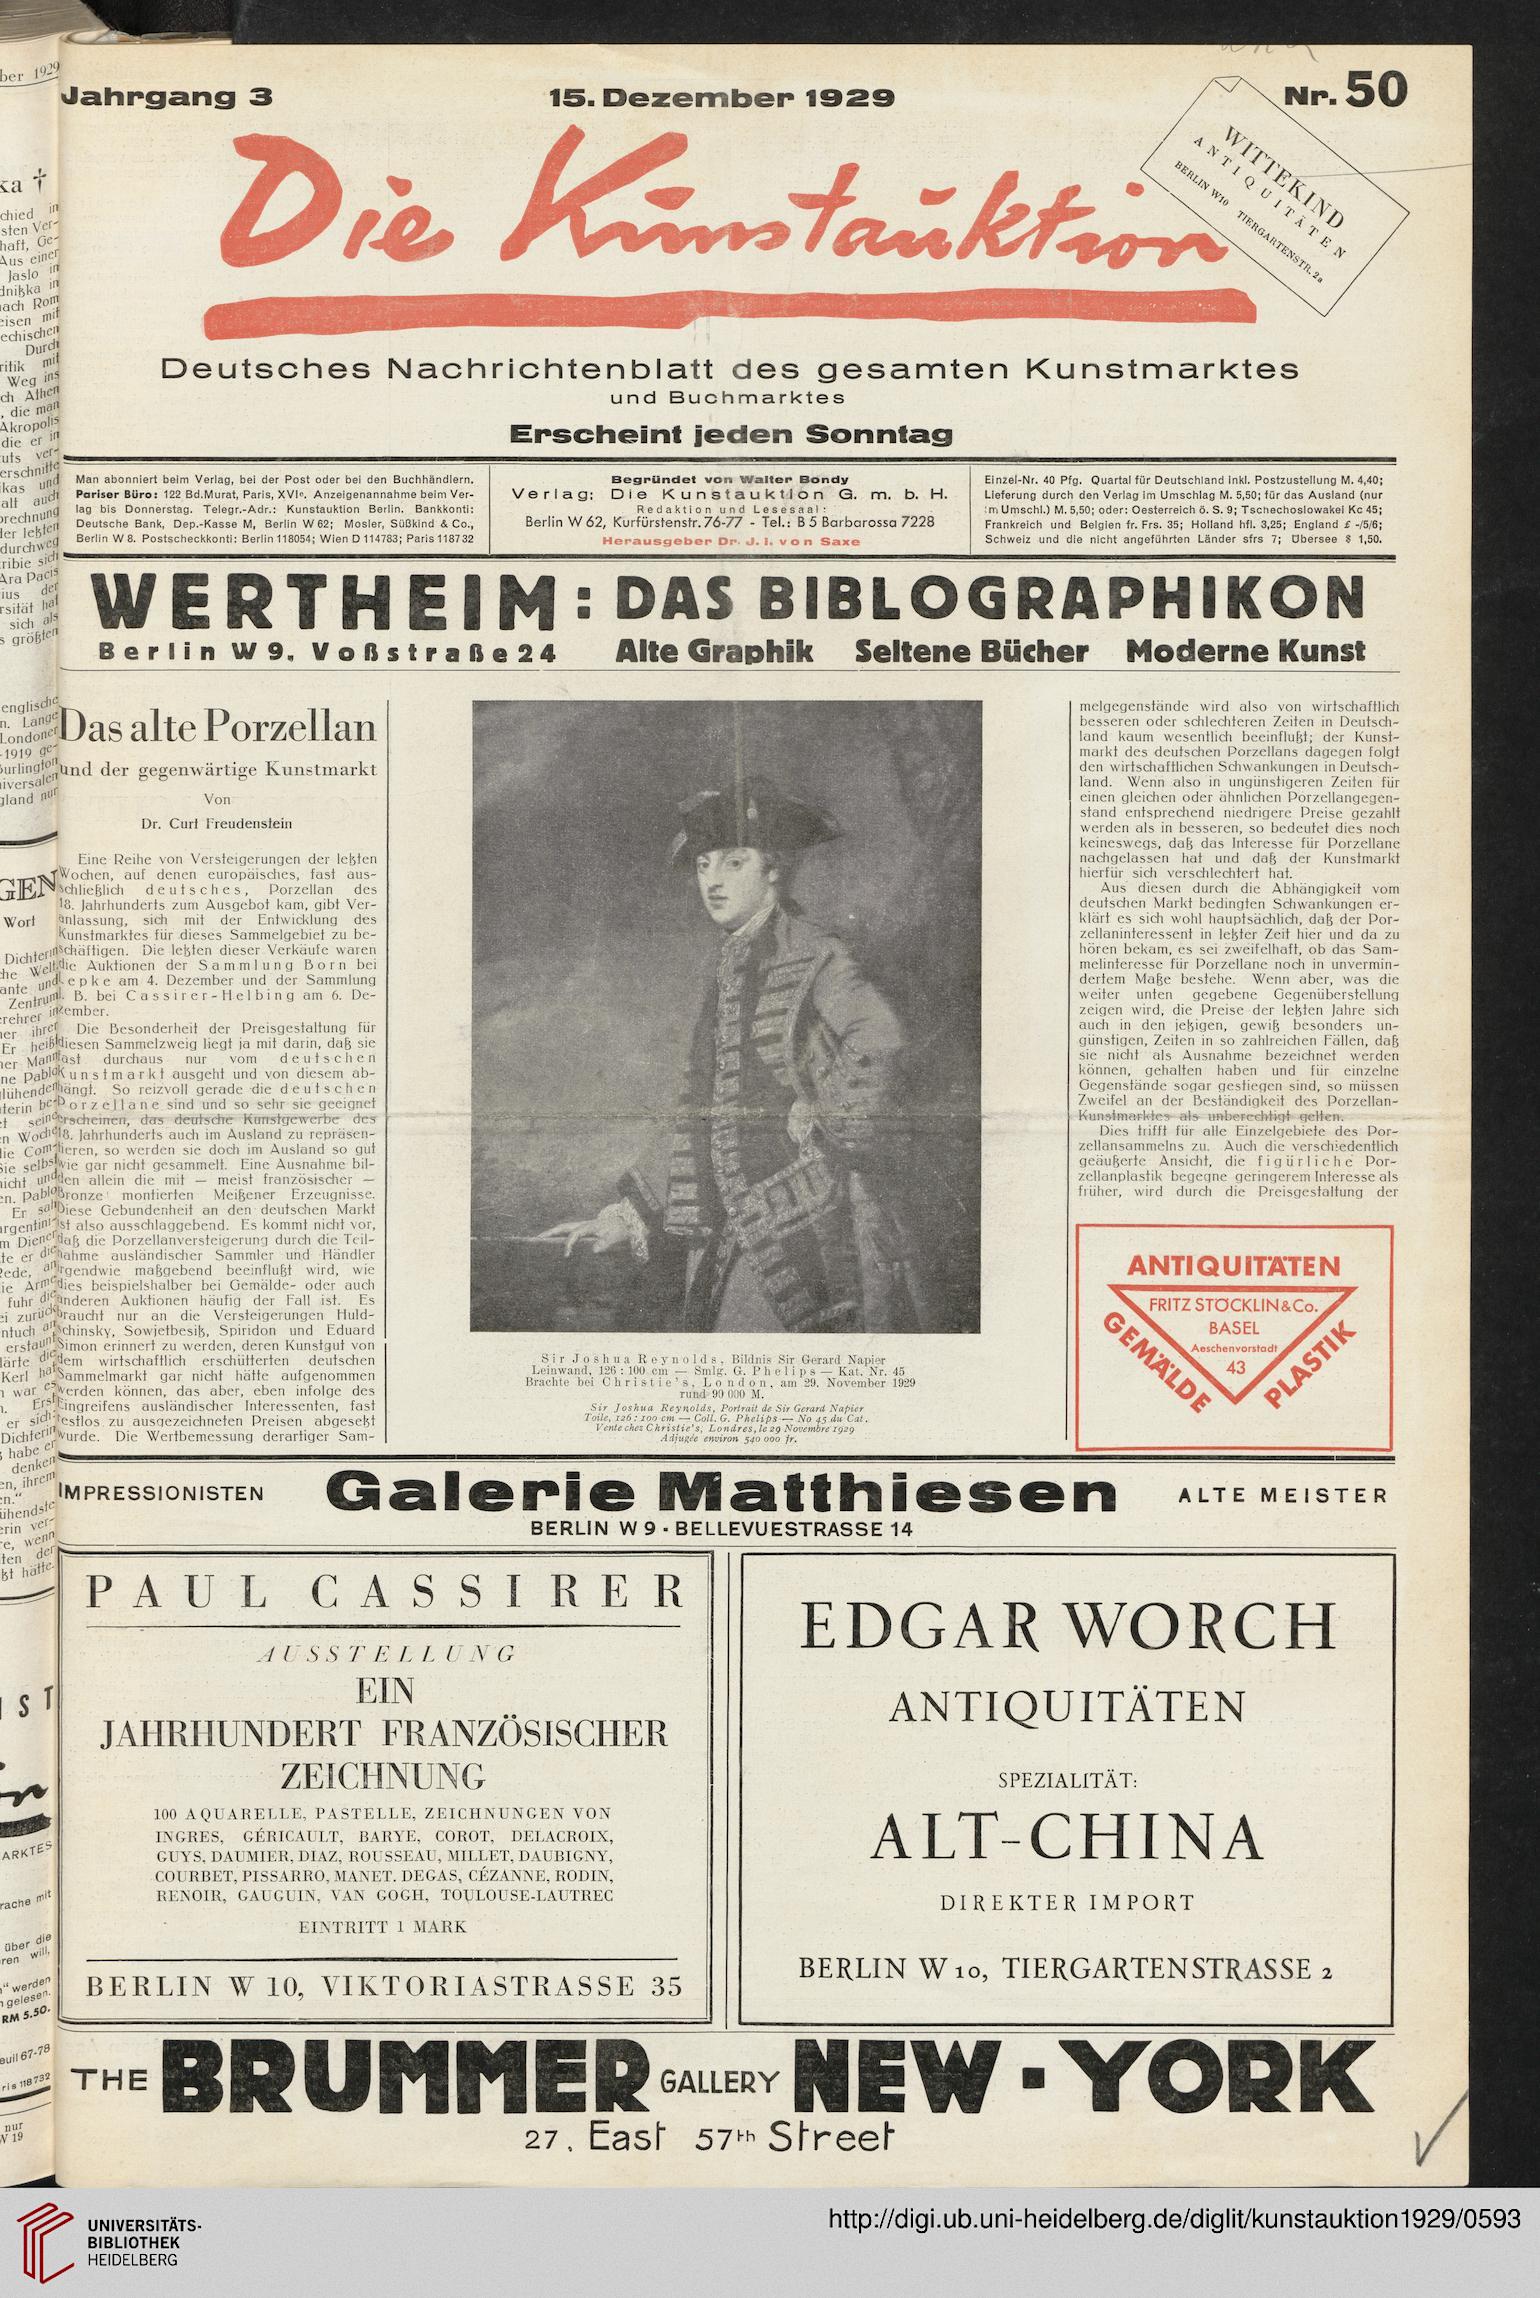 Jahrgang 3
15. Dezember 1929
Nr. 50
Die Kunstauktion
WITTEKIND
ANTIQUITÄTEN
BERLIN W10 TIERGARTENSTR. 2a
Deutsches Nachrichtenblatt des gesamten Kunstmarktes
und Buchmarktes
Erscheint jeden Sonntag
Man abonniert beim Verlag, bei der Post oder bei den Buchhändlern.
Pariser Büro: 122 Bd.Murat, Paris, XVIe. Anzeigenannahme beim Ver-
lag bis Donnerstag. Telegr.-Adr.: Kunstauktion Berlin. Bankkonti:
Deutsche Bank, Dep.-Kasse M, Berlin W 62; Mosler, Süßkind & Co.,
Berlin W 8. Postscheckkonti: Berlin 118054; Wien D 114783; Paris 118732
Begründet von Walter Bondy
Verlag: Die Kunstauktion G. m. b. H.
Redaktion und Lesesaal:
Berlin W 62, Kurfürstenstr. 76-77 - Tel.: B 5 Barbarossa 7228
Herausgeber Dr. J. I. von Saxe
Einzel-Nr. 40 Pfg. Quartal für Deutschland inkl. Postzustellung M. 4,40;
Lieferung durch den Verlag im Umschlag M. 5,50; für das Ausland (nur
im Umschl.) M. 5,50; oder: Oesterreich ö. S. 9; Tschechoslowakei Kc 45;
Frankreich und Belgien fr. Frs. 35; Holland hfl. 3,25; England £ -/5/6;
Schweiz und die nicht angeführten Länder sfrs 7; Übersee $ 1,50.
WERTHEIM: DAS BIBLOGRAPHIKON
Berlin W9, Voßstraße 24 Alte Graphik Seltene Bücher Moderne Kunst
Das alte Porzellan
und der gegenwärtige Kunstmarkt
Von
Dr. Curt Freudenstein
Eine Reihe von Versteigerungen der letzten
Wochen, auf denen europäisches, fast aus-
schließlich deutsches, Porzellan des
18. Jahrhunderts zum Ausgebot kam, gibt Ver-
anlassung, sich mit der Entwicklung des
Kunstmarktes für dieses Sammelgebiet zu be-
schäftigen. Die letzten dieser Verkäufe waren
die Auktionen der Sammlung Born bei
Lepke am 4. Dezember und der Sammlung
B. bei Cassirer-Helbing am 6. De-
zember.
Die Besonderheit der Preisgestaltung für
diesen Sammelzweig liegt ja mit darin, daß sie
fast durchaus nur vom deutschen
Kunstmarkt ausgeht und von diesem ab-
hängt. So reizvoll gerade die deutschen
Porzellane sind und so sehr sie geeignet
erscheinen, das deutsche Kunstgewerbe des
18. Jahrhunderts auch im Ausland zu repräsen-
tieren, so werden sie doch im Ausland so gut
wie gar nicht gesammelt. Eine Ausnahme bil-
den allein die mit — meist französischer —
Bronze montierten Meißener Erzeugnisse.
Diese Gebundenheit an den deutschen Markt
ist also ausschlaggebend. Es kommt nicht vor,
daß die Porzellanversteigerung durch die Teil-
nahme ausländischer Sammler und Händler
irgendwie maßgebend beeinflußt wird, wie
dies beispielshalber bei Gemälde- oder auch
anderen Auktionen häufig der Fall ist. Es
braucht nur an die Versteigerungen Huld-
schinsky, Sowjetbesitz, Spiridon und Eduard
Simon erinnert zu werden, deren Kunstgut von
dem wirtschaftlich erschütterten deutschen
Sammelmarkt gar nicht hätte aufgenommen
werden können, das aber, eben infolge des
Eingreifens ausländischer Interessenten, fast
restlos zu ausgezeichneten Preisen abgesetzt
wurde. Die Wertbemessung derartiger Sam-
Sir Joshua Reynolds, Bildnis Sir Gerard Napier
Leinwand, 126 : 100 cm — Smlg. G. Phelips — Kat. Nr. 45
Brachte bei Christie's, London, am 29. November 1929
rund 90 000 M.
Sir Joshua Reynolds, Portrait de Sir Gerard Napier
Toile, 126 : 100 cm — Coll. G. Phelips — No 45 du Cat.
Vente chez Christie's, Londres, le 29 Novembre 1929
Adjugée environ 540 000 fr.
melgegenstände wird also von wirtschaftlich
besseren oder schlechteren Zeiten in Deutsch-
land kaum wesentlich beeinflußt; der Kunst-
markt des deutschen Porzellans dagegen folgt
den wirtschaftlichen Schwankungen in Deutsch-
land. Wenn also in ungünstigeren Zeiten für
einen gleichen oder ähnlichen Porzellangegen-
stand entsprechend niedrigere Preise gezahlt
werden als in besseren, so bedeutet dies noch
keineswegs, daß das Interesse für Porzellane
nachgelassen hat und daß der Kunstmarkt
hierfür sich verschlechtert hat.
Aus diesen durch die Abhängigkeit vom
deutschen Markt bedingten Schwankungen er-
klärt es sich wohl hauptsächlich, daß der Por-
zellaninteressent in letzter Zeit hier und da zu
hören bekam, es sei zweifelhaft, ob das Sam-
melinteresse für Porzellane noch in unvermin-
dertem Maße bestehe. Wenn aber, was die
weiter unten gegebene Gegenüberstellung
zeigen wird, die Preise der letzten Jahre sich
auch in den jetzigen, gewiß besonders un-
günstigen, Zeiten in so zahlreichen Fällen, daß
sie nicht als Ausnahme bezeichnet werden
können, gehalten haben und für einzelne
Gegenstände sogar gestiegen sind, so müssen
Zweifel an der Beständigkeit des Porzellan-
Kunstmarktes als unberechtigt gelten.
Dies trifft für alle Einzelgebiete des Por-
zellansammelns zu. Auch die verschiedentlich
geäußerte Ansicht, die figürliche Por-
zellanplastik begegne geringerem Interesse als
früher, wird durch die Preisgestaltung der
ANTIQUITÄTEN
FRITZ STÖCKLIN & Co.
BASEL
Aeschenvorstadt
43
GEMÄLDE
PLASTIK
IMPRESSIONISTEN
Galerie Matthiesen
ALTE MEISTER
BERLIN W 9 - BELLEVUESTRASSE 14
PAUL CASSIRER
AUSSTELLUNG
EIN
JAHRHUNDERT FRANZÖSISCHER
ZEICHNUNG
100 AQUARELLE, PASTELLE, ZEICHNUNGEN VON
INGRES, GÉRICAULT, BARYE, COROT, DELACROIX,
GUYS, DAUMIER, DIAZ, ROUSSEAU, MILLET, DAUBIGNY,
COURBET, PISSARRO, MANET. DEGAS, CÉZANNE, RODIN,
RENOIR, GAUGUIN, VAN GOGH, TOULOUSE-LAUTREC
EINTRITT 1 MARK
BERLIN W 10, VIKTORIASTRASSE 35
EDGAR WORCH
ANTIQUITÄTEN
SPEZIALITÄT:
ALT-CHINA
DIREKTER IMPORT
BERLIN W 10, TIERGARTENSTRASSE 2
THE BRUMMER GALLERY NEW - YORK
27, East 57th Street
UNIVERSITÄTS-
BIBLIOTHEK
HEIDELBERG
http://digi.ub.uni-heidelberg.de/diglit/kunstauktion1929/0593